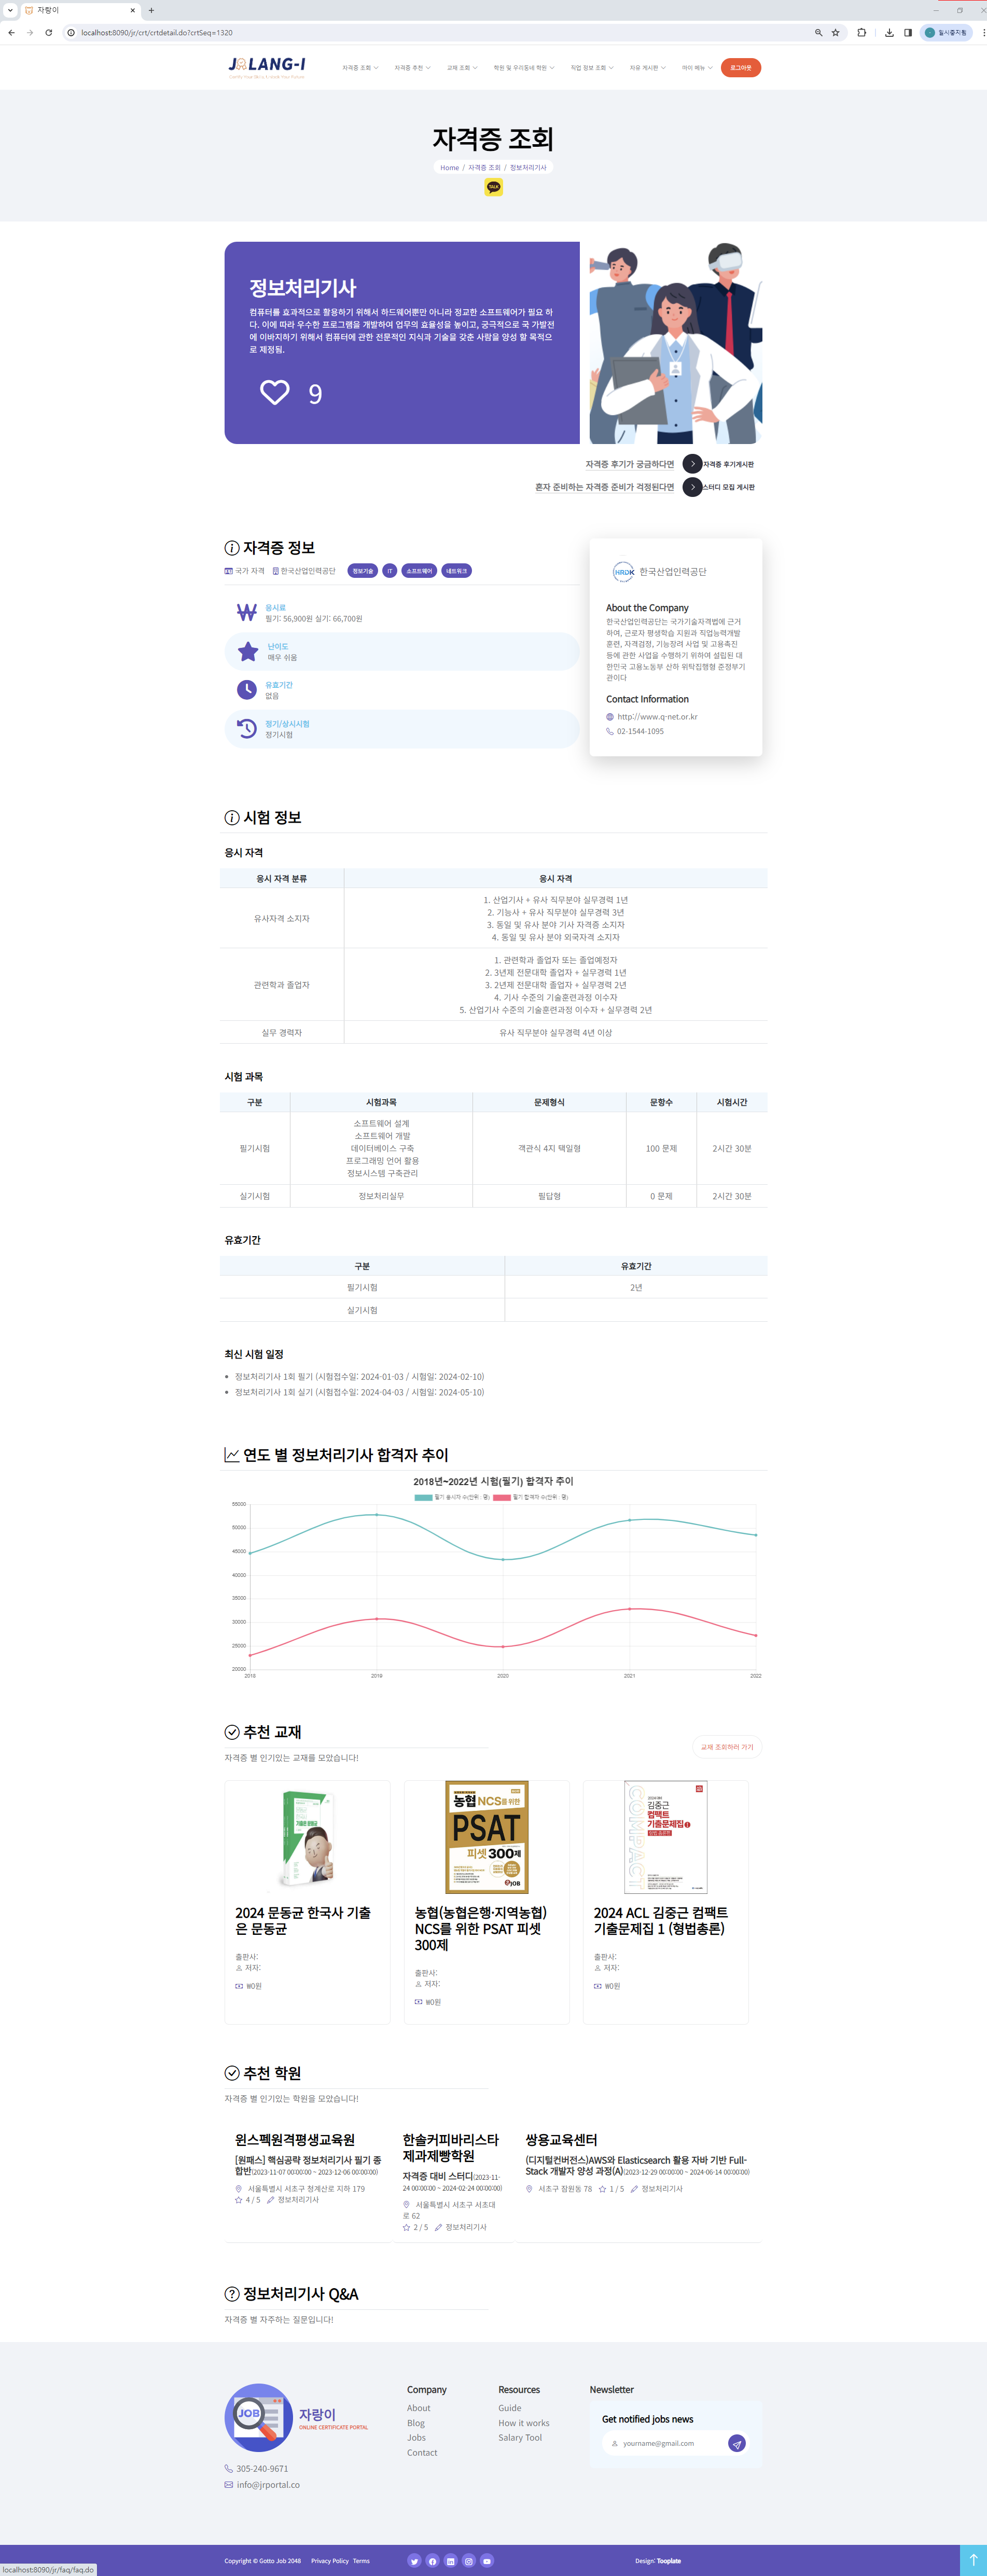 자랑이
localhost:8090/jr/crt/crtdetail.do?crtSeq=1320
일시중지됨
JALANG-I
자격증 조회
자격증 추천
교재 조회
학원 및 우리동네 학원
직업 정보 조회
자유 게시판
마이 메뉴
로그아웃
자격증 조회
Home / 자격증 조회 / 정보처리기사
TALK
정보처리기사
컴퓨터를 효과적으로 활용하기 위해서 하드웨어뿐만 아니라 정교한 소프트웨어가 필요 하
다. 이에 따라 우수한 프로그램을 개발하여 업무의 효율성을 높이고, 궁극적으로 국 가발전
에 이바지하기 위해서 컴퓨터에 관한 전문적인 지식과 기술을 갖춘 사람을 양성 할 목적으
로 제정됨.
9
자격증 후기가 궁금하다면
자격증 후기게시판
혼자 준비하는 자격증 준비가 걱정된다면
스터디 모집 게시판
자격증 정보
국가 자격 한국산업인력공단 정보기술 IT 소프트웨어 네트워크
응시료
필기: 56,900원 실기: 66,700원
난이도
매우 쉬움
유효기간
없음
정기/상시시험
정기시험
HRDK 한국산업인력공단
About the Company
한국산업인력공단는 국가기술자격법에 근거
하여, 근로자 평생학습 지원과 직업능력개발
훈련, 자격검정, 기능장려 사업 및 고용촉진
등에 관한 사업을 수행하기 위하여 설립된 대
한민국 고용노동부 산하 위탁집행형 준정부기
관이다
Contact Information
http://www.q-net.or.kr
02-1544-1095
시험 정보
응시 자격
응시 자격 분류 응시 자격
유사자격 소지자
1. 산업기사 + 유사 직무분야 실무경력 1년
2. 기능사 + 유사 직무분야 실무경력 3년
3. 동일 및 유사 분야 기사 자격증 소지자
4. 동일 및 유사 분야 외국자격 소지자
관련학과 졸업자
1. 관련학과 졸업자 또는 졸업예정자
2. 3년제 전문대학 졸업자 + 실무경력 1년
3. 2년제 전문대학 졸업자 + 실무경력 2년
4. 기사 수준의 기술훈련과정 이수자
5. 산업기사 수준의 기술훈련과정 이수자 + 실무경력 2년
실무 경력자 유사 직무분야 실무경력 4년 이상
시험 과목
구분 시험과목 문제형식 문항수 시험시간
필기시험
소프트웨어 설계
소프트웨어 개발
데이터베이스 구축
프로그래밍 언어 활용
정보시스템 구축관리
객관식 4지 택일형 100 문제 2시간 30분
실기시험 정보처리실무 필답형 0 문제 2시간 30분
유효기간
구분 유효기간
필기시험 2년
실기시험
최신 시험 일정
정보처리기사 1회 필기 (시험접수일: 2024-01-03 / 시험일: 2024-02-10)
정보처리기사 1회 실기 (시험접수일: 2024-04-03 / 시험일: 2024-05-10)
연도 별 정보처리기사 합격자 추이
2018년~2022년 시험(필기) 합격자 추이
필기 응시자 수(단위 : 명) 필기 합격자 수(단위 : 명)
55000
50000
45000
40000
35000
30000
25000
20000
2018 2019 2020 2021 2022
추천 교재
교재 조회하러 가기
자격증 별 인기있는 교재를 모았습니다!
농협 NCS를 위한
PSAT
피셋 300제
JOB
김중근
컴팩트
기출문제집
COMPACT
2024 문동균 한국사 기출
은 문동균
출판사:
저자:
₩0원
농협(농협은행·지역농협)
NCS를 위한 PSAT 피셋
300제
출판사:
저자:
₩0원
2024 ACL 김중근 컴팩트
기출문제집 1 (형법총론)
출판사:
저자:
₩0원
추천 학원
자격증 별 인기있는 학원을 모았습니다!
윈스펙원격평생교육원
[원패스] 핵심공략 정보처리기사 필기 종
합반(2023-11-07 00:00:00 ~ 2023-12-06 00:00:00)
서울특별시 서초구 청계산로 지하 179
4 / 5 정보처리기사
한솔커피바리스타
제과제빵학원
자격증 대비 스터디(2023-11-
24 00:00:00 ~ 2024-02-24 00:00:00)
서울특별시 서초구 서초대
로 62
2 / 5 정보처리기사
쌍용교육센터
(디지털컨버전스)AWS와 Elasticsearch 활용 자바 기반 Full-
Stack 개발자 양성 과정(A)(2023-12-29 00:00:00 ~ 2024-06-14 00:00:00)
서초구 잠원동 78 1 / 5 정보처리기사
정보처리기사 Q&A
자격증 별 자주하는 질문입니다!
JOB
자랑이
ONLINE CERTIFICATE PORTAL
305-240-9671
info@jrportal.co
Company
About
Blog
Jobs
Contact
Resources
Guide
How it works
Salary Tool
Newsletter
Get notified jobs news
yourname@gmail.com
Copyright © Gotto Job 2048 Privacy Policy Terms
Design: Tooplate
localhost:8090/jr/faq/faq.do